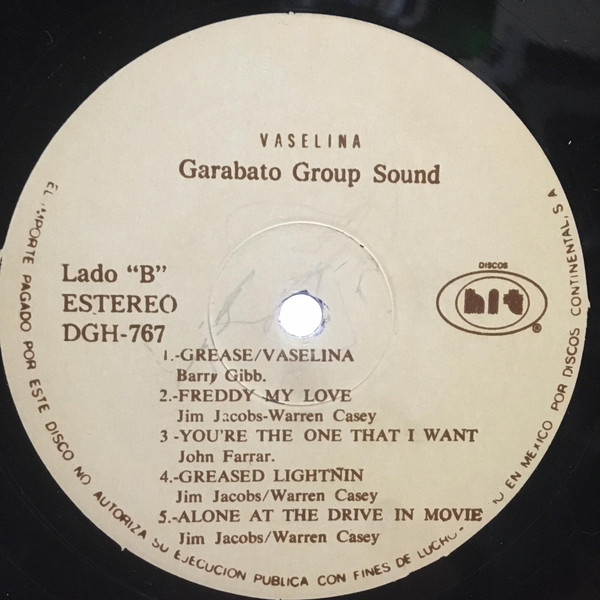 VASELINA
Garabato Group Sound
Lado "B"
ESTEREO
DGH-767
DISCOS
hit
®
1.-GREASE/VASELINA
Barry Gibb.
2.-FREDDY MY LOVE
Jim Jacobs-Warren Casey
3-YOU'RE THE ONE THAT I WANT
John Farrar.
4.-GREASED LIGHTNIN
Jim Jacobs/Warren Casey
5.-ALONE AT THE DRIVE IN MOVIE
Jim Jacobs/Warren Casey
EL IMPORTE PAGADO POR ESTE DISCO NO AUTORIZA SU EJECUCION PUBLICA CON FINES DE LUCRO.- EN MEXICO POR DISCOS CONTINENTAL, S A